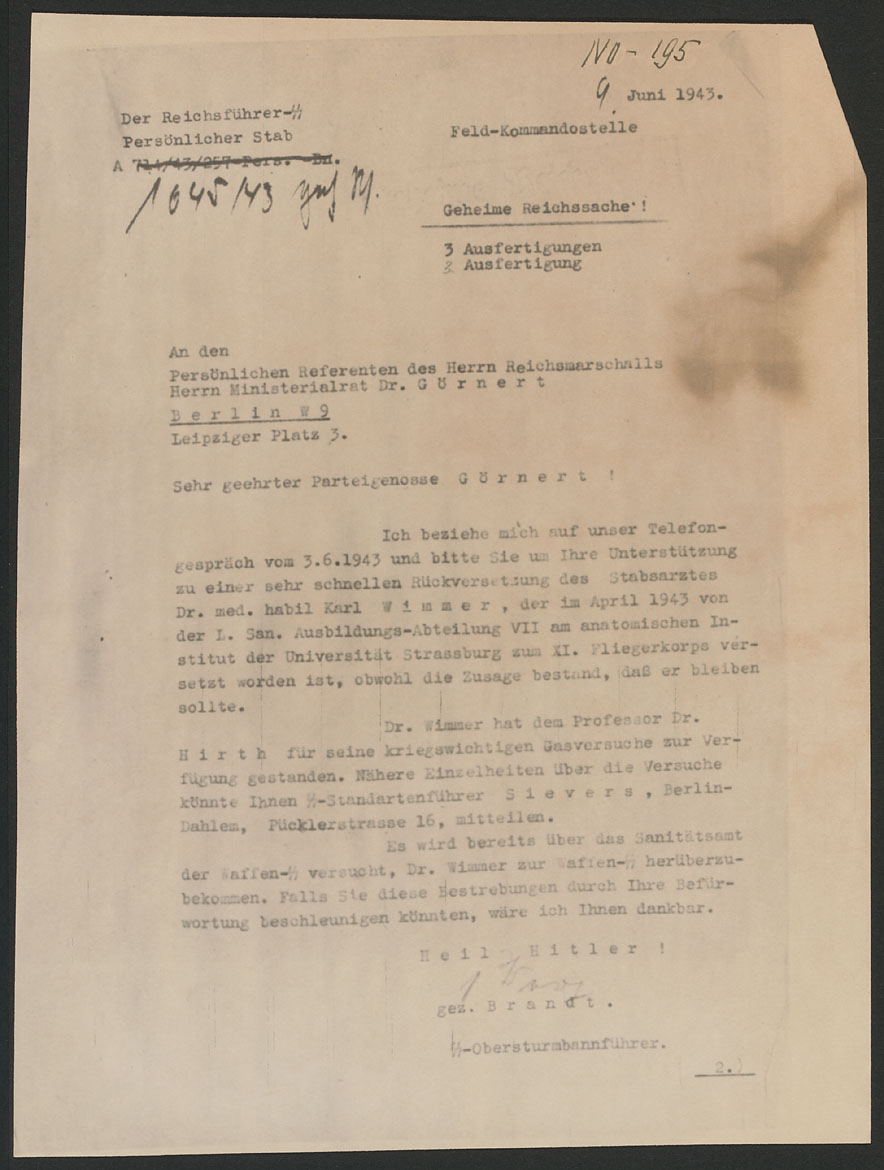 NO - 195
9. Juni 1943.
Der Reichsführer-SS
Persönlicher Stab
A
1045/43
Feld-Kommandostelle
Geheime Reichssache !
3 Ausfertigungen
3 Ausfertigung
An den
Persönlichen Referenten des Herrn Reichsmarschalls
Herrn Ministerialrat Dr. G ö r n e r t
B e r l i n W 9
Leipziger Platz 3.
Sehr geehrter Parteigenosse G ö r n e r t !
Ich beziehe mich auf unser Telefon-
gespräch vom 3.6.1943 und bitte Sie um Ihre Unterstützung
zu einer sehr schnellen Rückversetzung des Stabsarztes
Dr. med. habil Karl W i m m e r , der im April 1943 von
der L. San. Ausbildungs-Abteilung VII am anatomischen In-
stitut der Universität Strassburg zum XI. Fliegerkorps ver-
setzt worden ist, obwohl die Zusage bestand, daß er bleiben
sollte.
Dr. Wimmer hat dem Professor Dr.
H i r t h für seine kriegswichtigen Gasversuche zur Ver-
fügung gestanden. Nähere Einzelheiten über die Versuche
könnte Ihnen SS-Standartenführer S i e v e r s , Berlin-
Dahlem, Pücklerstrasse 16, mitteilen.
Es wird bereits über das Sanitätsamt
der Waffen-SS versucht, Dr. Wimmer zur Waffen-SS herüberzu-
bekommen. Falls Sie diese Bestrebungen durch Ihre Befür-
wortung beschleunigen könnten, wäre ich Ihnen dankbar.
H e i l H i t l e r !
gez. B r a n d t .
SS-Obersturmbannführer.
2.)